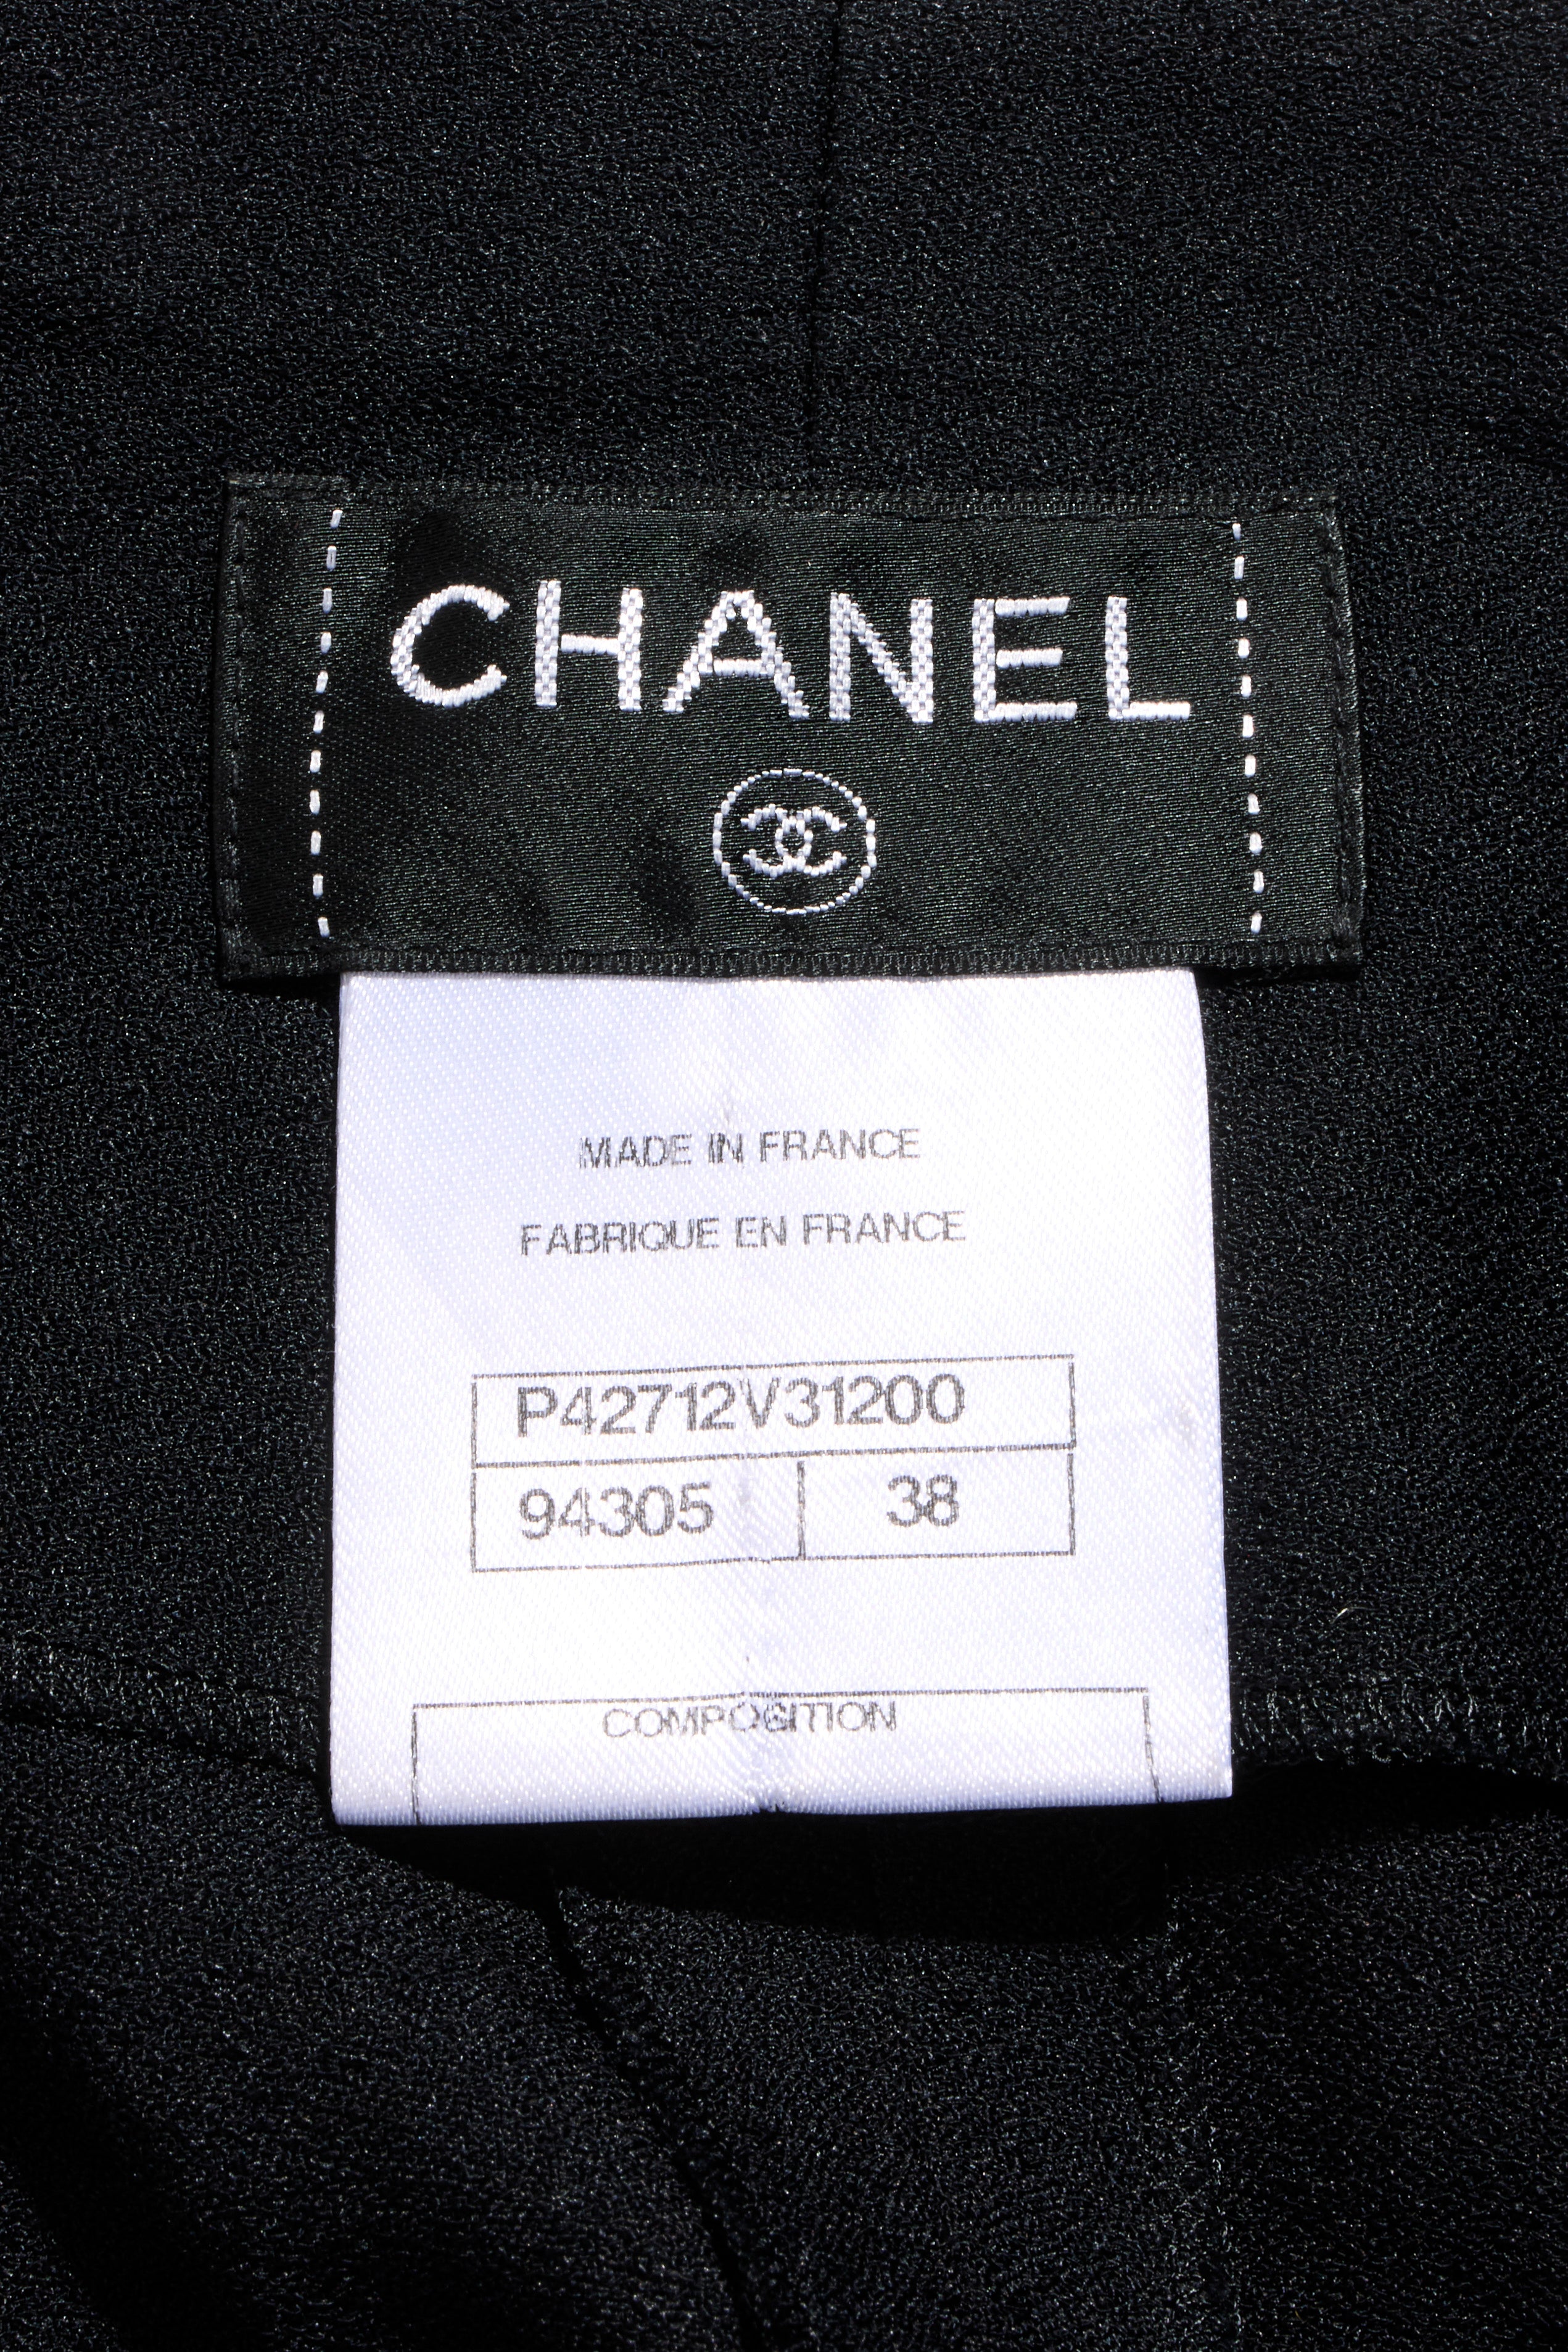 CHANEL
MADE IN FRANCE
FABRIQUE EN FRANCE
P42712V31200
94305 38
COMPOSITION